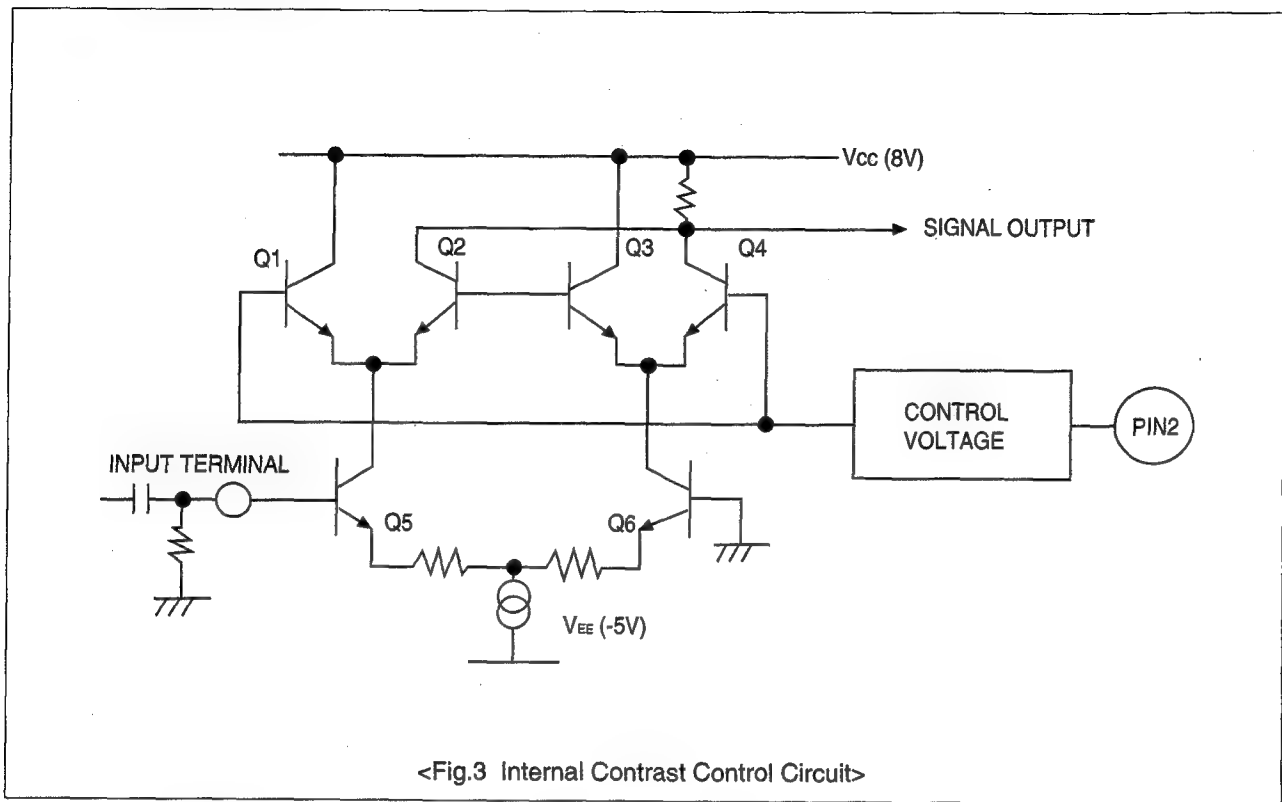 Vcc (8V)
SIGNAL OUTPUT
Q1
Q2
Q3
Q4
CONTROL
VOLTAGE
PIN2
INPUT TERMINAL
Q5
Q6
VEE (-5V)
<Fig.3 Internal Contrast Control Circuit>